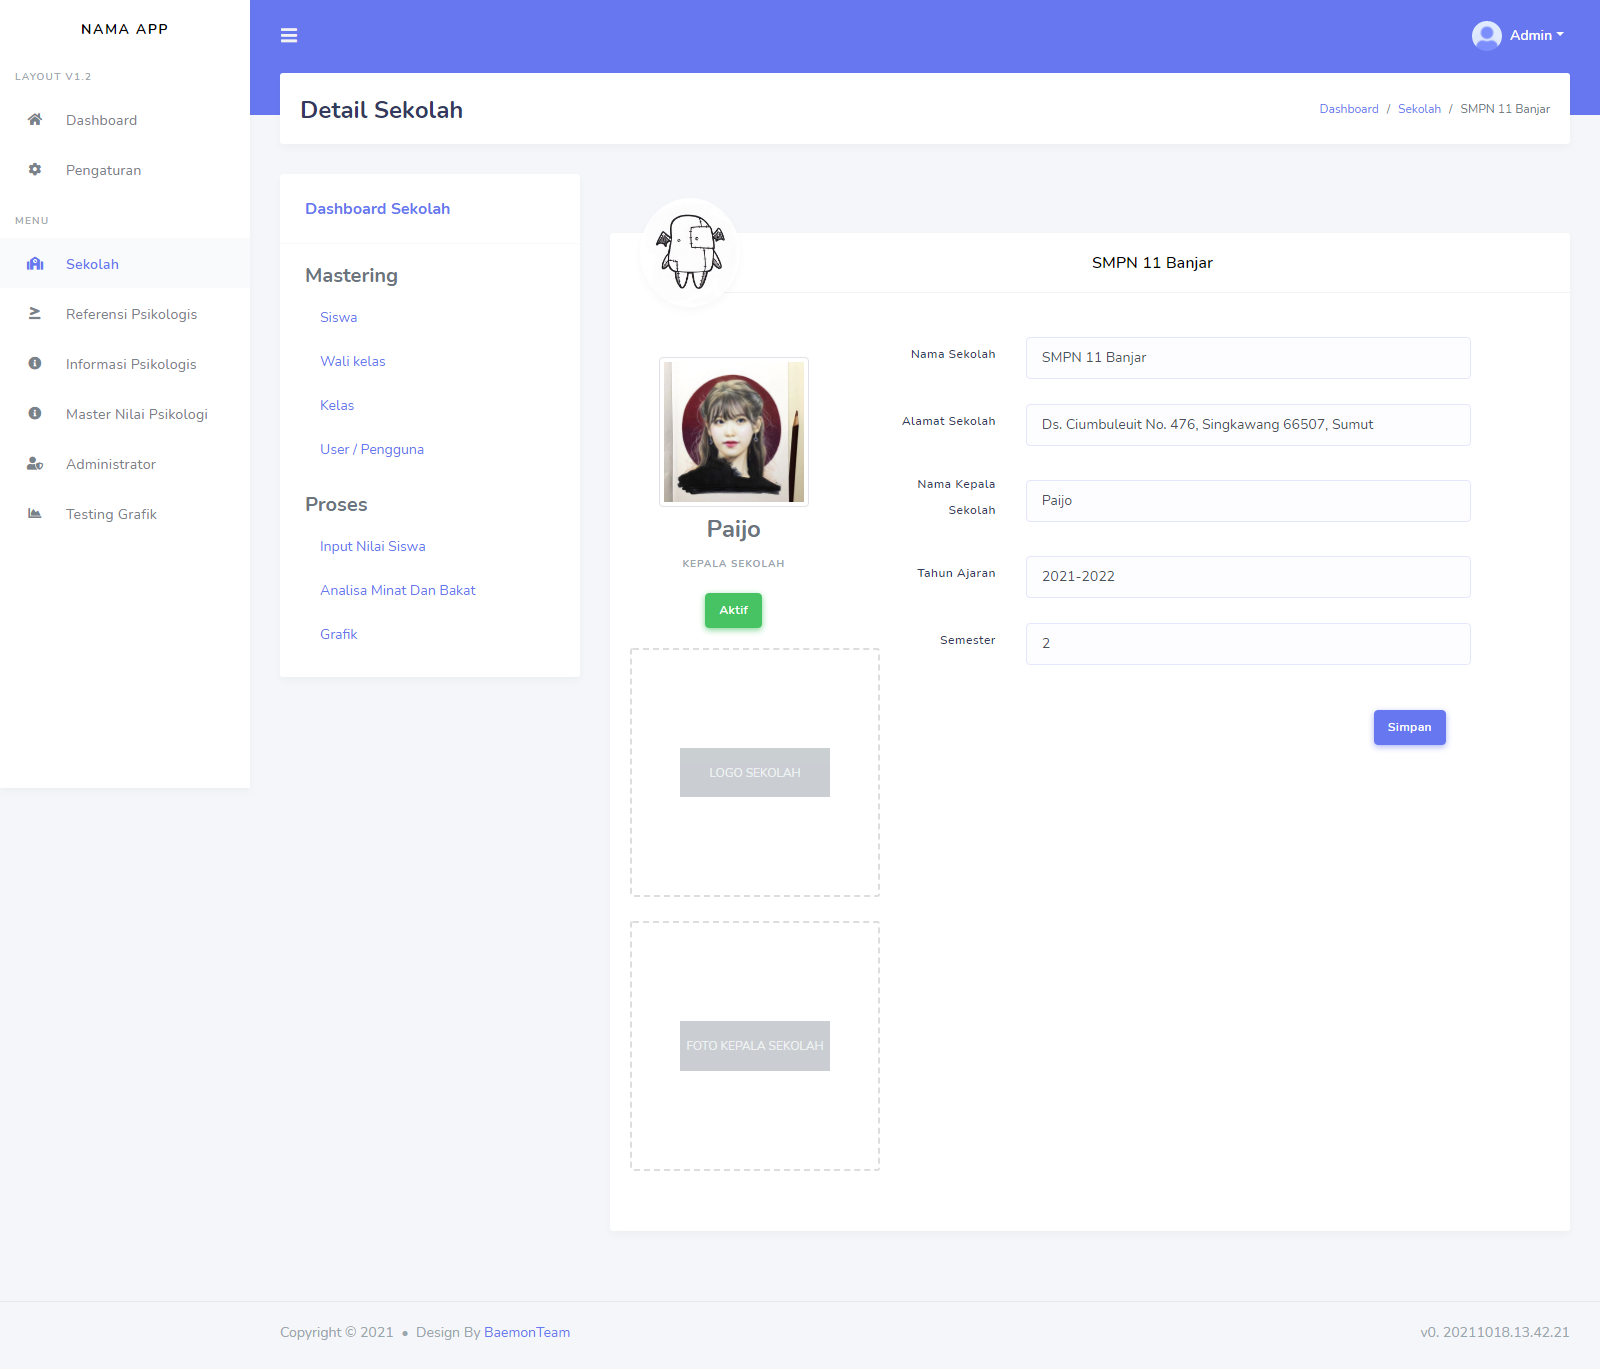 NAMA APP
LAYOUT V1.2
Dashboard
Pengaturan
MENU
Sekolah
Referensi Psikologis
Informasi Psikologis
Master Nilai Psikologi
Administrator
Testing Grafik
Admin
Detail Sekolah
Dashboard / Sekolah / SMPN 11 Banjar
Dashboard Sekolah
Mastering
Siswa
Wali kelas
Kelas
User / Pengguna
Proses
Input Nilai Siswa
Analisa Minat Dan Bakat
Grafik
SMPN 11 Banjar
Paijo
KEPALA SEKOLAH
Aktif
LOGO SEKOLAH
FOTO KEPALA SEKOLAH
Nama Sekolah
SMPN 11 Banjar
Alamat Sekolah
Ds. Ciumbuleuit No. 476, Singkawang 66507, Sumut
Nama Kepala
Sekolah
Paijo
Tahun Ajaran
2021-2022
Semester
2
Simpan
Copyright © 2021 • Design By BaemonTeam
v0. 20211018.13.42.21